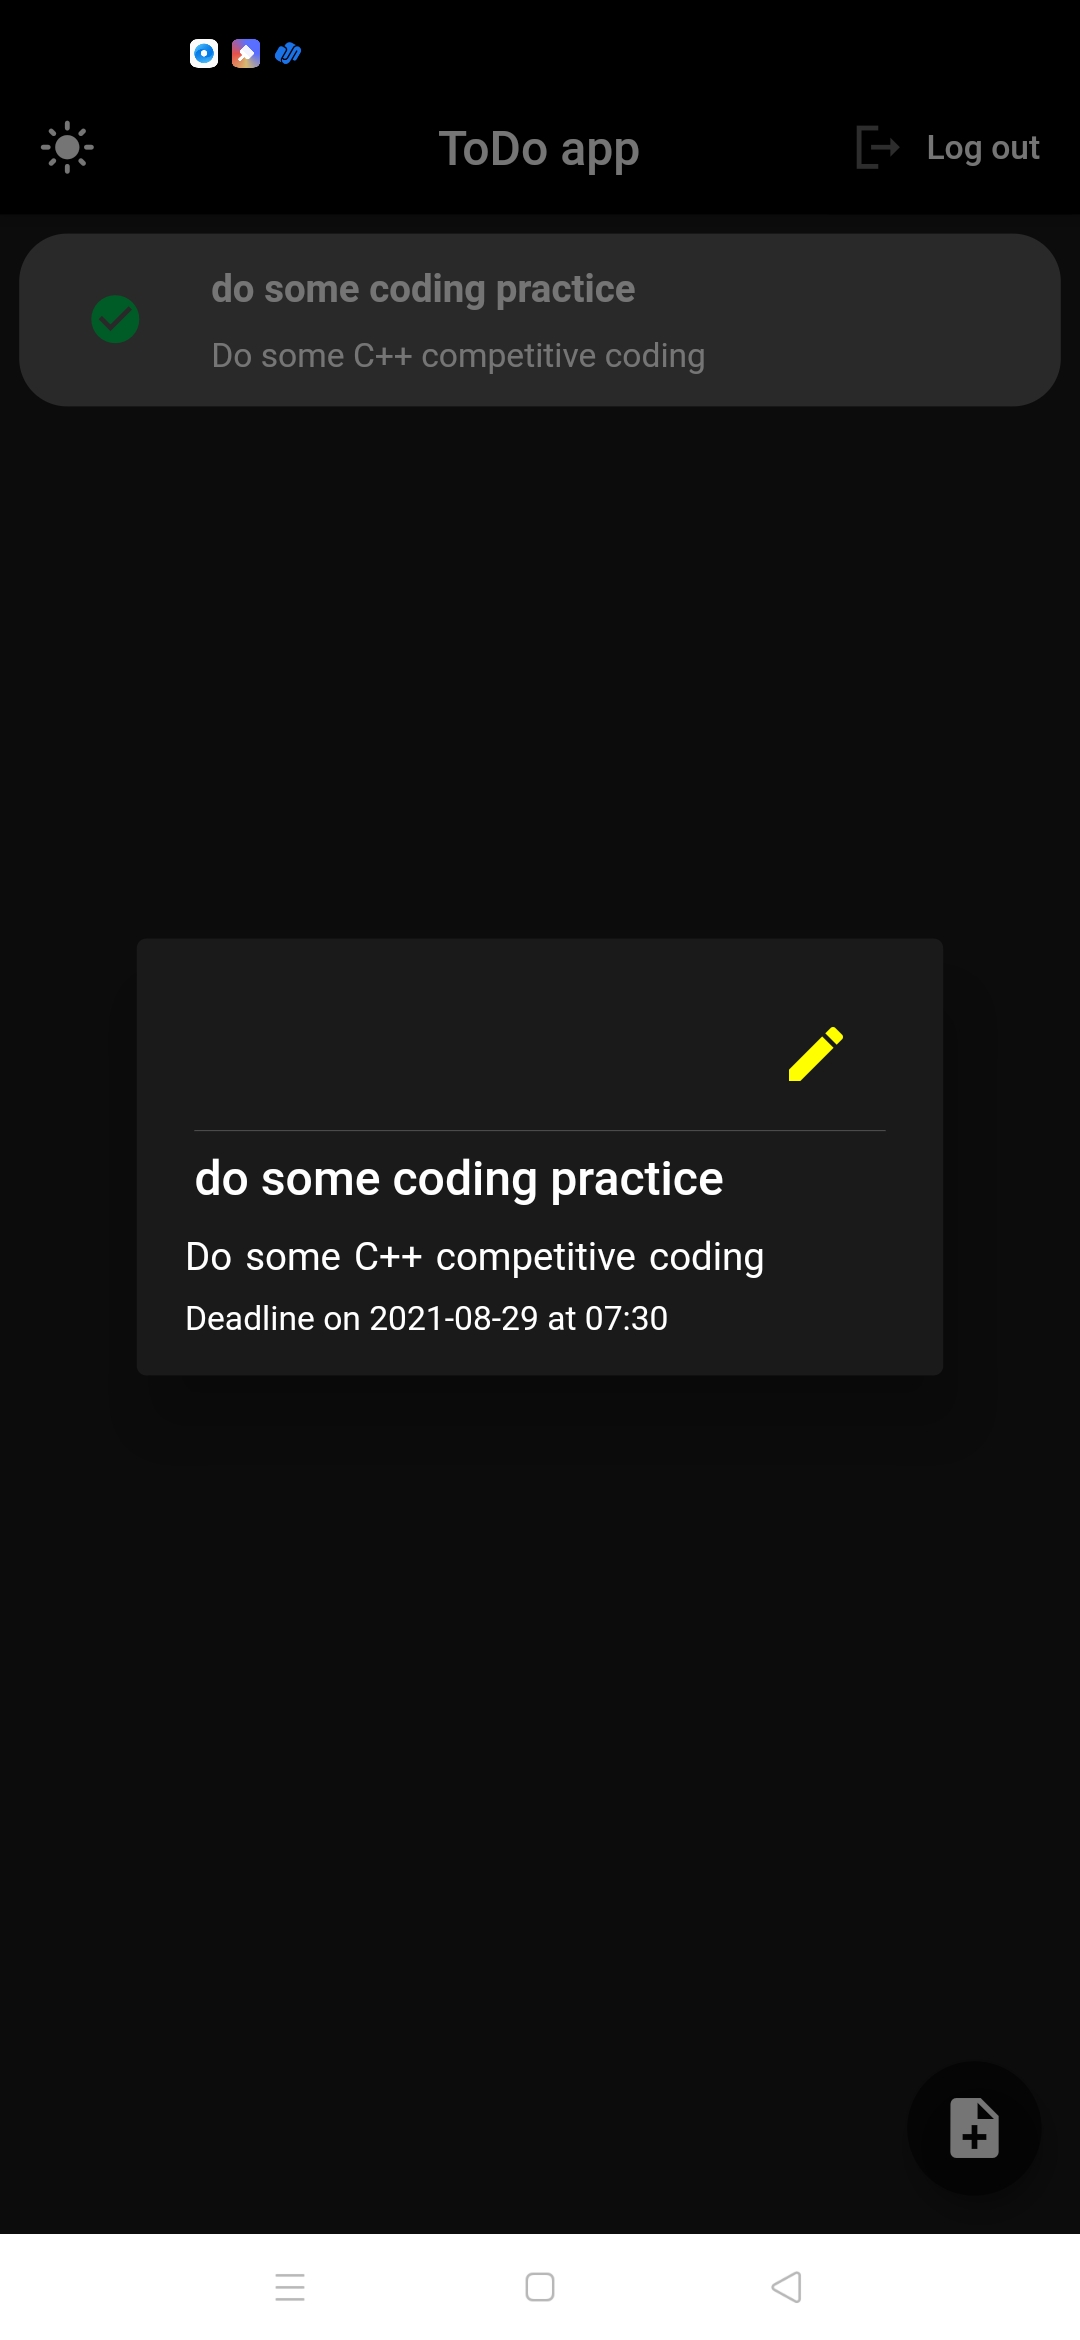 ToDo app
Log out
do some coding practice
Do some C++ competitive coding
do some coding practice
Do some C++ competitive coding
Deadline on 2021-08-29 at 07:30